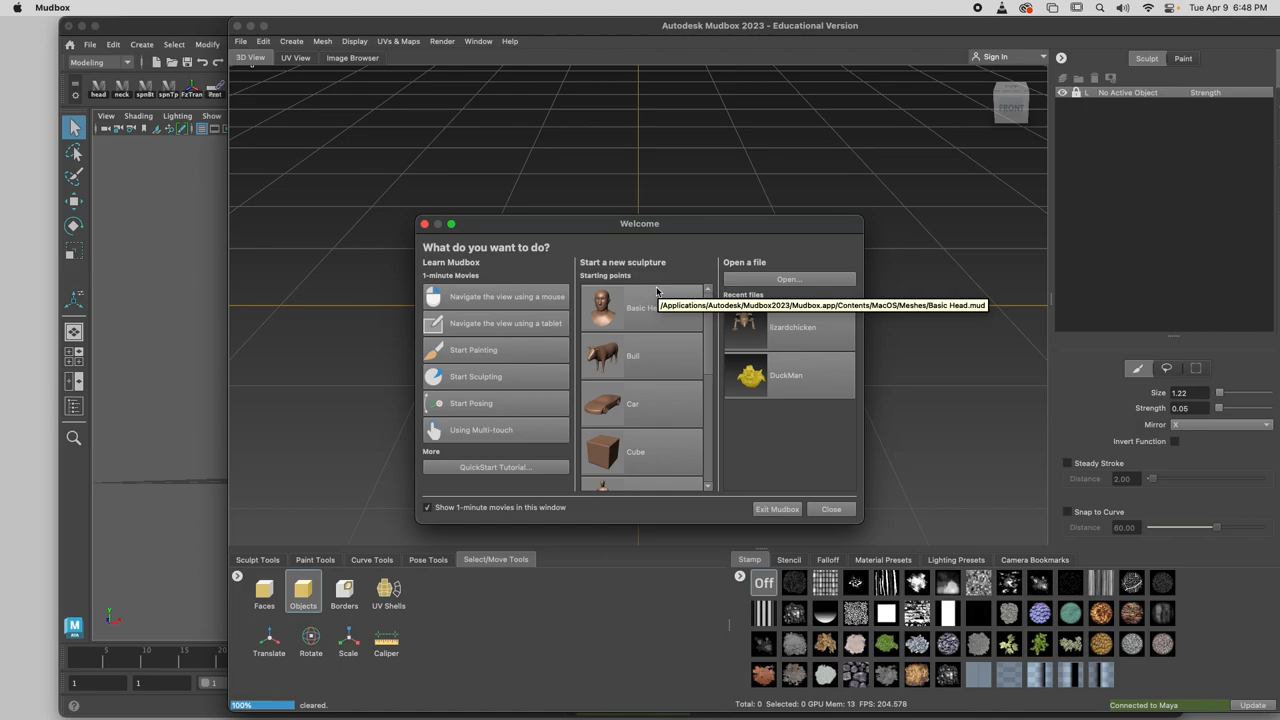 Mudbox
Tue Apr 9 6:48 PM
File Edit Create Select Modify
Modeling
head neck spnBt spnTp FzTran Prnt
View Shading Lighting Show
5 10 15 20
1 1 1
Autodesk Mudbox 2023 - Educational Version
File Edit Create Mesh Display UVs & Maps Render Window Help
3D View UV View Image Browser
Sign In
FRONT
Welcome
What do you want to do?
Learn Mudbox
1-minute Movies
Navigate the view using a mouse
Navigate the view using a tablet
Start Painting
Start Sculpting
Start Posing
Using Multi-touch
More
QuickStart Tutorial...
Show 1-minute movies in this window
Start a new sculpture
Starting points
Basic He
Bull
Car
Cube
Open a file
Open...
Recent files
/Applications/Autodesk/Mudbox2023/Mudbox.app/Contents/MacOS/Meshes/Basic Head.mud
lizardchicken
DuckMan
Exit Mudbox Close
Sculpt Paint
L No Active Object Strength
Size 1.22
Strength 0.05
Mirror X
Invert Function
Steady Stroke
Distance 2.00
Snap to Curve
Distance 60.00
Sculpt Tools Paint Tools Curve Tools Pose Tools Select/Move Tools
Faces Objects Borders UV Shells
Translate Rotate Scale Caliper
Stamp Stencil Falloff Material Presets Lighting Presets Camera Bookmarks
Off
100% cleared.
Total: 0 Selected: 0 GPU Mem: 13 FPS: 204.578
Connected to Maya Update